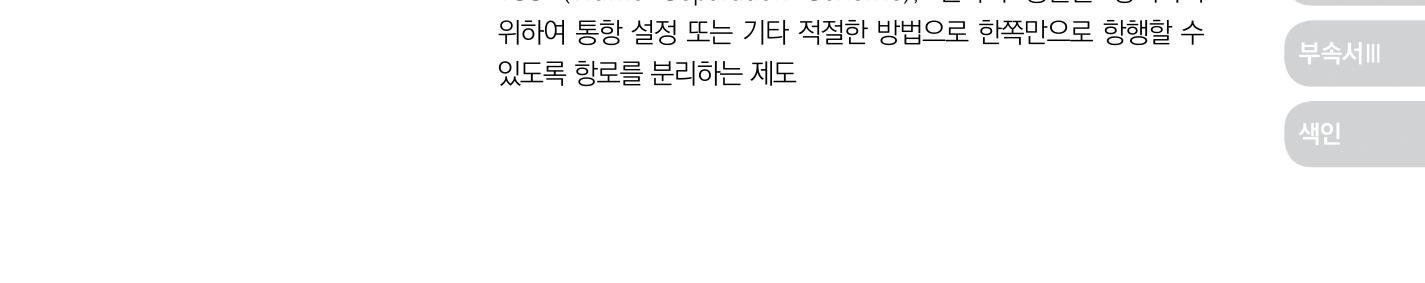 위하여 통항 설정 또는 기타 적절한 방법으로 한쪽만으로 항행할 수
있도록 항로를 분리하는 제도
부속서Ⅲ
색인